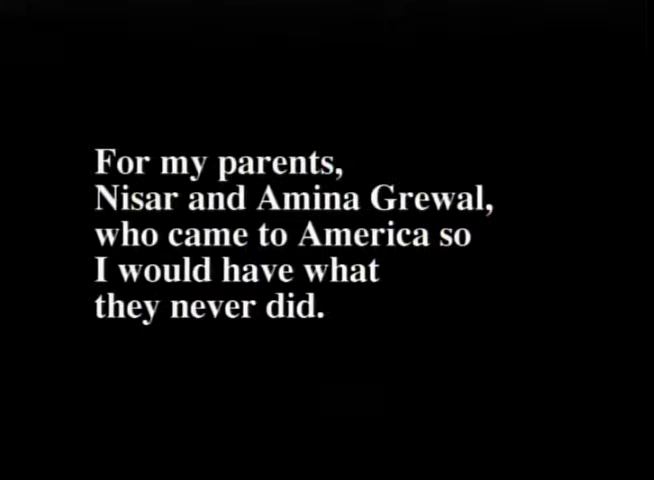 For my parents,
Nisar and Amina Grewal,
who came to America so
I would have what
they never did.